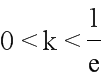 0 < k < 1/e